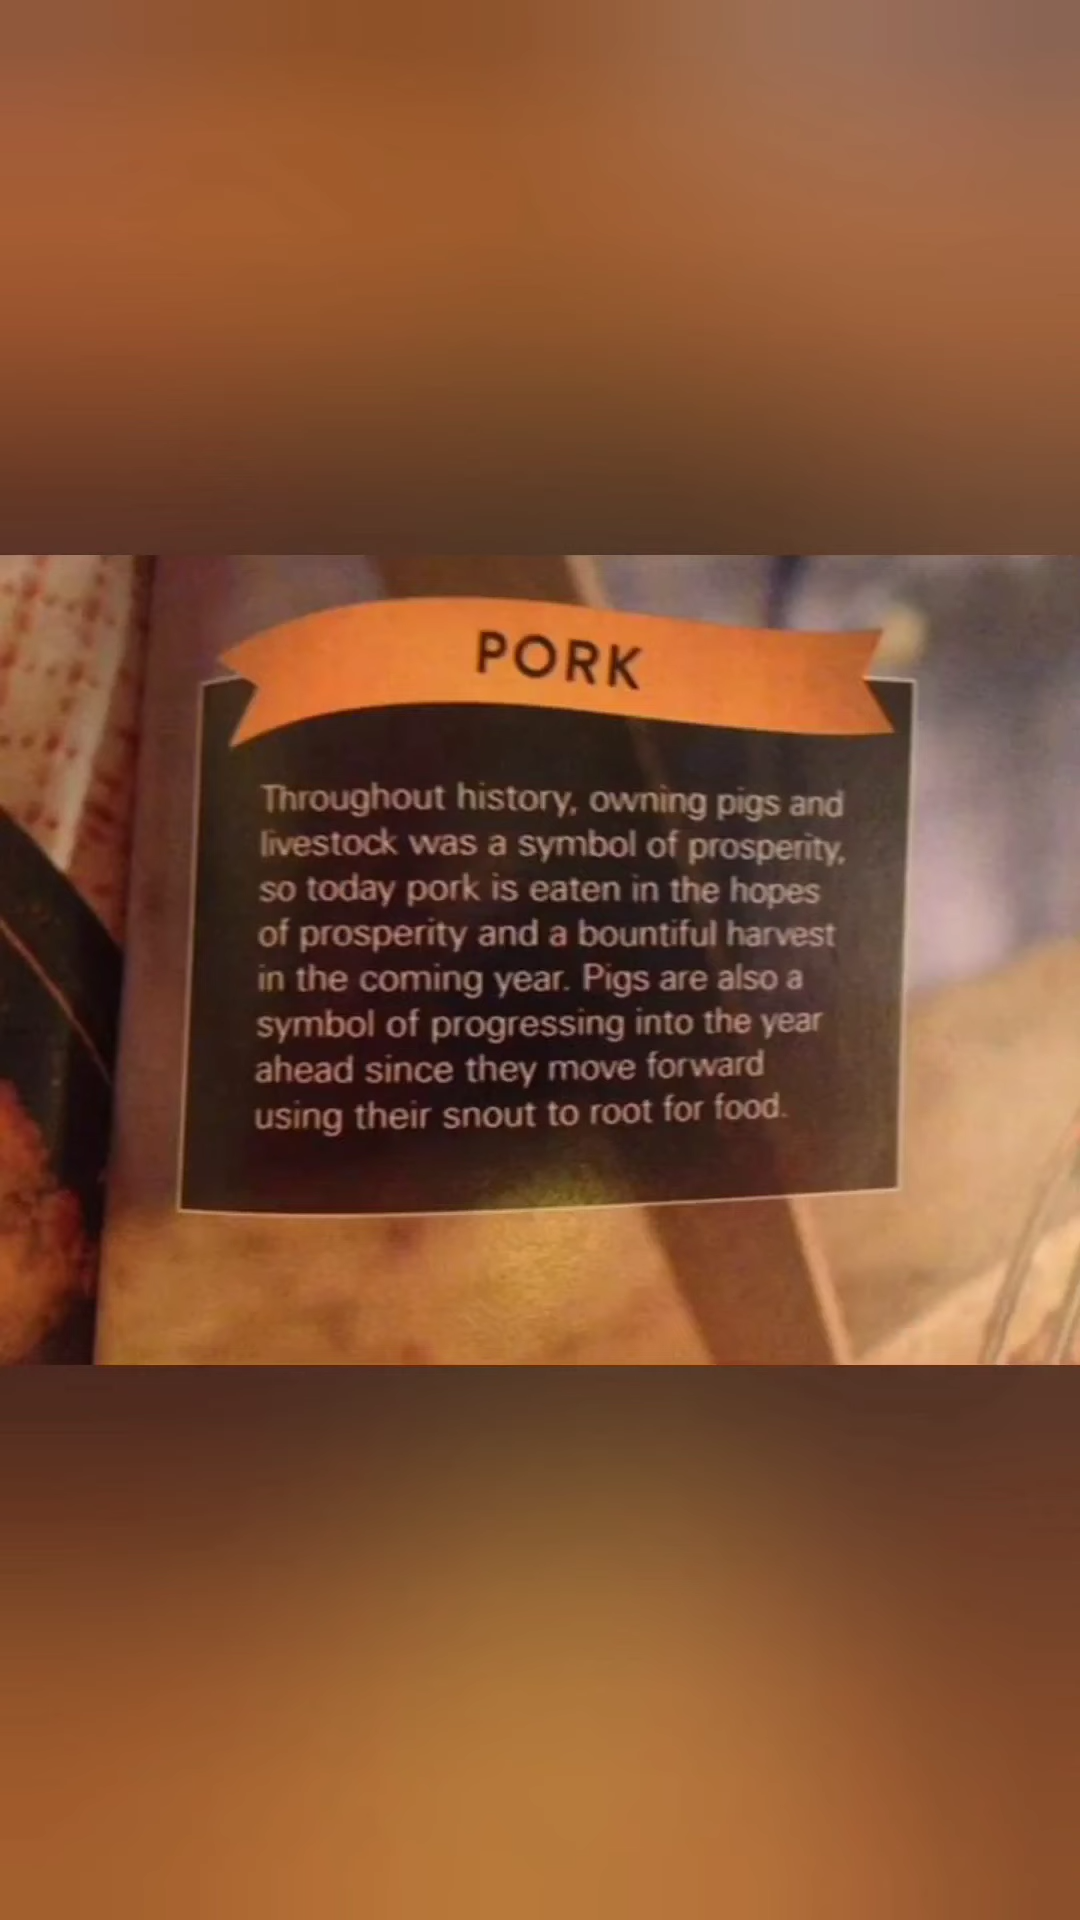 PORK
Throughout history, owning pigs and
livestock was a symbol of prosperity,
so today pork is eaten in the hopes
of prosperity and a bountiful harvest
in the coming year. Pigs are also a
symbol of progressing into the year
ahead since they move forward
using their snout to root for food.